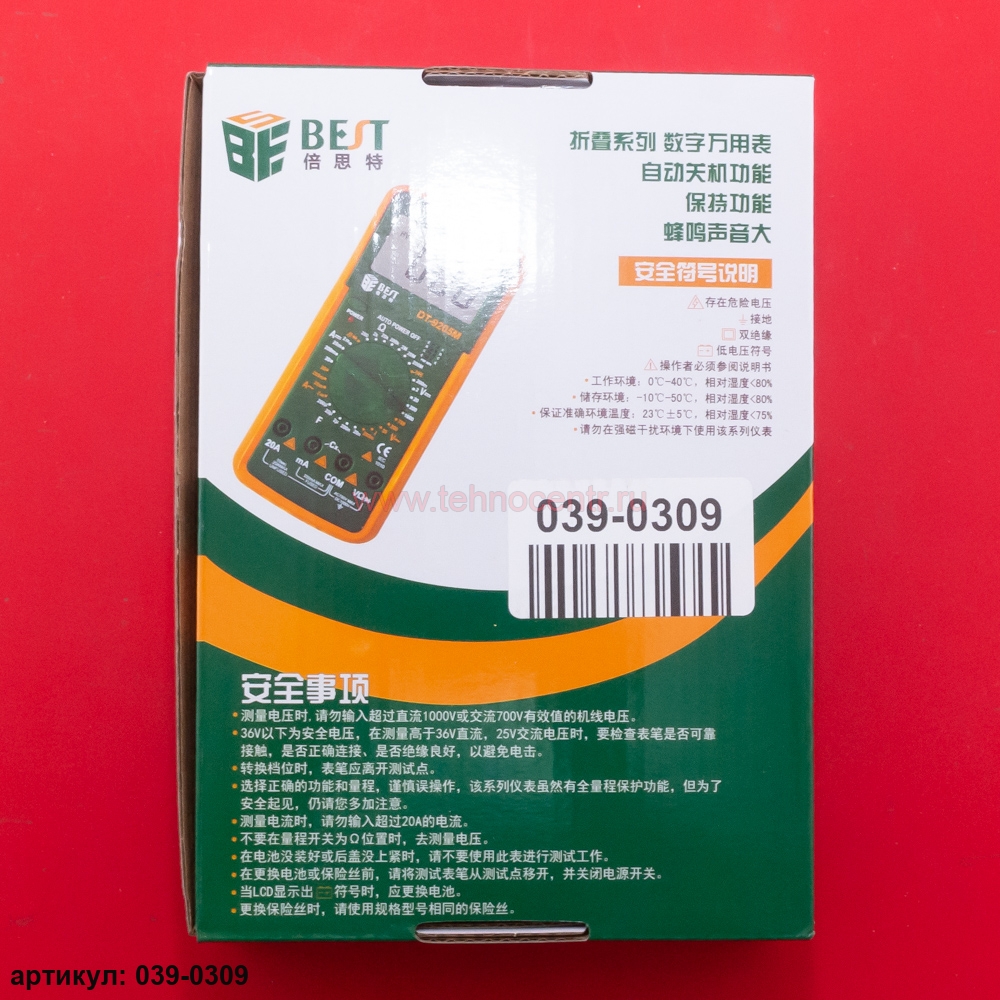 BEST
倍思特
折叠系列 数字万用表
自动关机功能
保持功能
蜂鸣声音大
安全符号说明
存在危险电压
接地
双绝缘
低电压符号
操作者必须参阅说明书
•工作环境：0℃-40℃，相对湿度<80%
•储存环境：-10℃-50℃，相对湿度<80%
•保证准确环境温度：23℃±5℃，相对湿度<75%
•请勿在强磁干扰环境下使用该系列仪表
BEST
DT-9205M
POWER
AUTO POWER OFF
Ω
F
20A
mA
COM
VΩ
CE
www.tehnocentr.ru
039-0309
安全事项
•测量电压时,请勿输入超过直流1000V或交流700V有效值的机线电压。
•36V以下为安全电压，在测量高于36V直流，25V交流电压时，要检查表笔是否可靠
接触，是否正确连接、是否绝缘良好，以避免电击。
•转换档位时，表笔应离开测试点。
•选择正确的功能和量程，谨慎误操作，该系列仪表虽然有全量程保护功能，但为了
安全起见，仍请您多加注意。
•测量电流时，请勿输入超过20A的电流。
•不要在量程开关为Ω位置时，去测量电压。
•在电池没装好或后盖没上紧时，请不要使用此表进行测试工作。
•在更换电池或保险丝前，请将测试表笔从测试点移开，并关闭电源开关。
•当LCD显示出 符号时，应更换电池。
•更换保险丝时，请使用规格型号相同的保险丝。
артикул: 039-0309